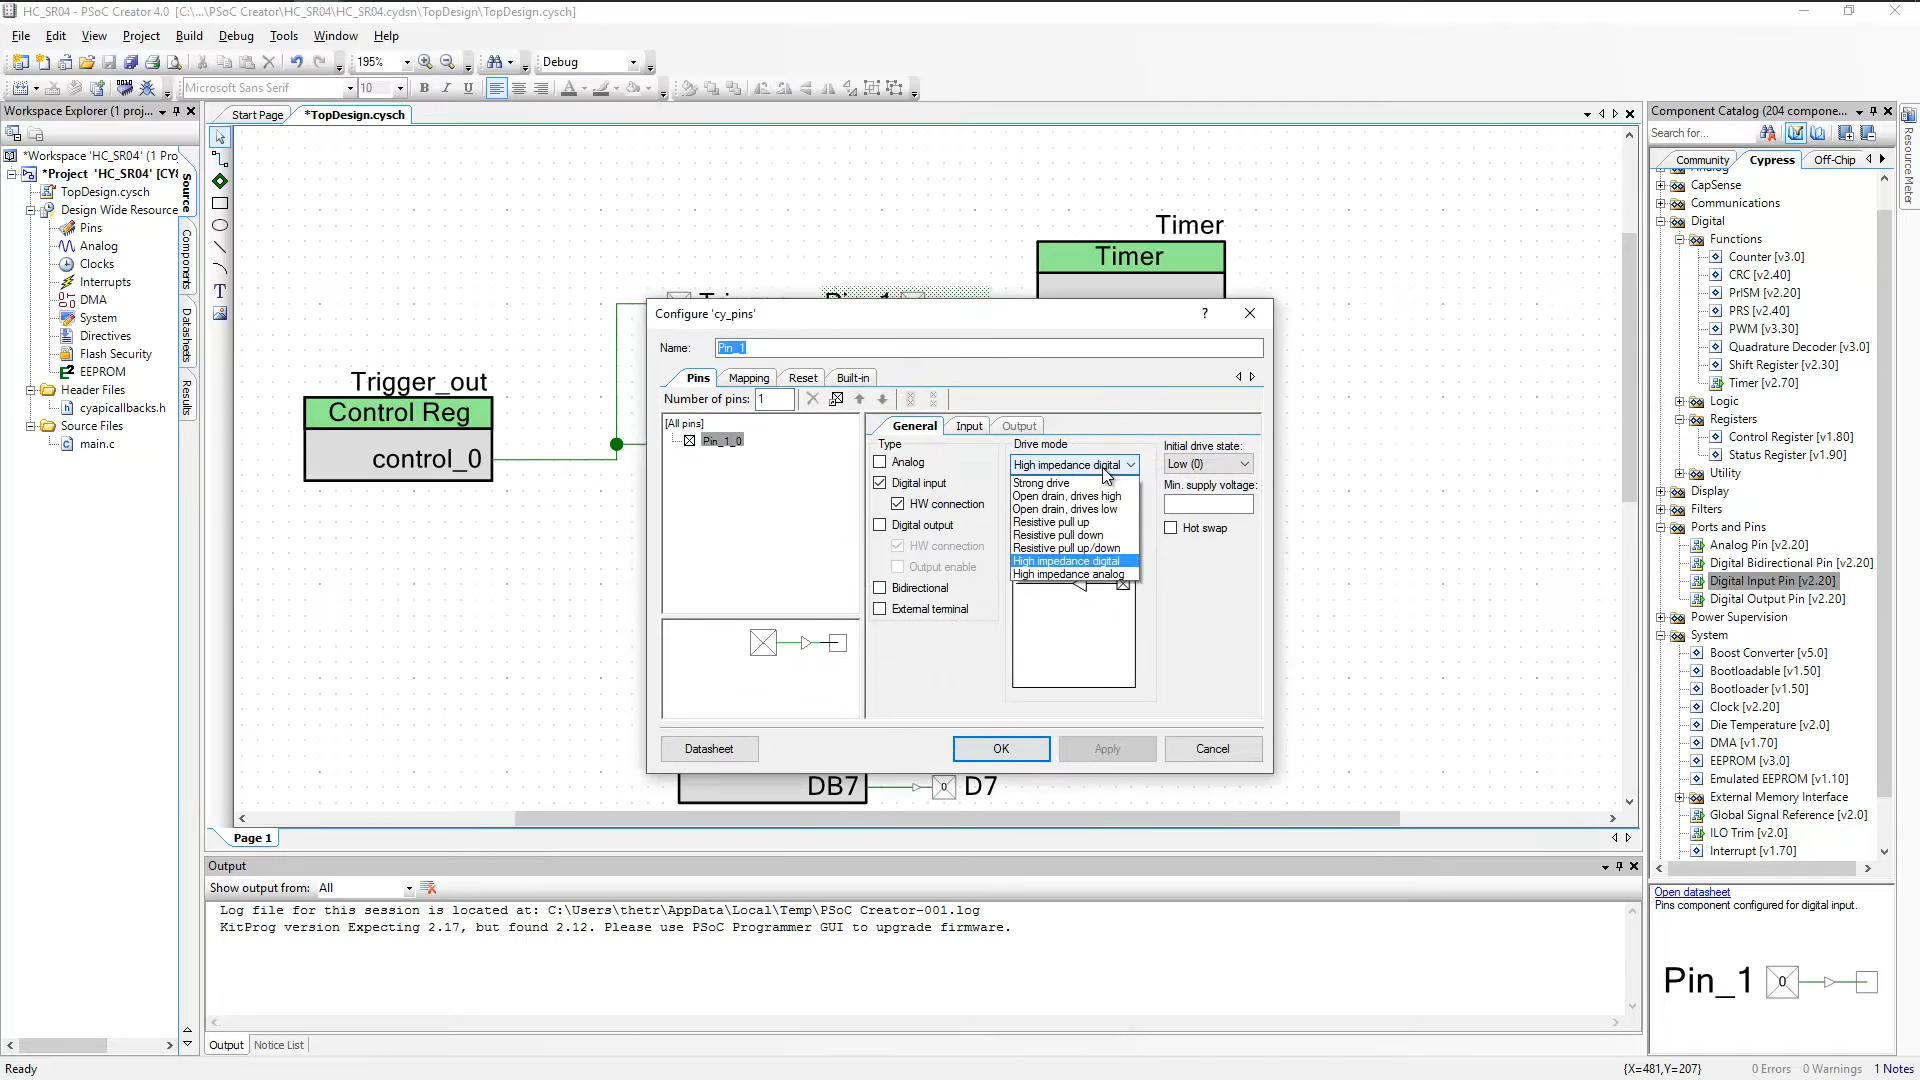 HC_SR04 - PSoC Creator 4.0 [C:\...\PSoC Creator\HC_SR04\HC_SR04.cydsn\TopDesign\TopDesign.cysch]
File Edit View Project Build Debug Tools Window Help
195% Debug
Microsoft Sans Serif 10 B I U A
Workspace Explorer (1 proj...
*Workspace 'HC_SR04' (1 Pro
*Project 'HC_SR04' [CY8
TopDesign.cysch
Design Wide Resource
Pins
Analog
Clocks
Interrupts
DMA
System
Directives
Flash Security
EEPROM
Header Files
cyapicallbacks.h
Source Files
main.c
Source
Components
Datasheets
Results
Start Page *TopDesign.cysch
T
Timer
Timer
Trigger_out
Control Reg
control_0
DB7
0
D7
Configure 'cy_pins'
?
Name: Pin_1
Pins Mapping Reset Built-in
Number of pins: 1
[All pins]
Pin_1_0
General Input Output
Type
Analog
Digital input
HW connection
Digital output
HW connection
Output enable
Bidirectional
External terminal
Drive mode
High impedance digital
Strong drive
Open drain, drives high
Open drain, drives low
Resistive pull up
Resistive pull down
Resistive pull up/down
High impedance digital
High impedance analog
Initial drive state:
Low (0)
Min. supply voltage:
Hot swap
Datasheet OK Apply Cancel
Page 1
Output
Show output from: All
Log file for this session is located at: C:\Users\thetr\AppData\Local\Temp\PSoC Creator-001.log
KitProg version Expecting 2.17, but found 2.12. Please use PSoC Programmer GUI to upgrade firmware.
Output Notice List
Component Catalog (204 compone...
Search for...
Community Cypress Off-Chip
Analog
CapSense
Communications
Digital
Functions
Counter [v3.0]
CRC [v2.40]
PrISM [v2.20]
PRS [v2.40]
PWM [v3.30]
Quadrature Decoder [v3.0]
Shift Register [v2.30]
Timer [v2.70]
Logic
Registers
Control Register [v1.80]
Status Register [v1.90]
Utility
Display
Filters
Ports and Pins
Analog Pin [v2.20]
Digital Bidirectional Pin [v2.20]
Digital Input Pin [v2.20]
Digital Output Pin [v2.20]
Power Supervision
System
Boost Converter [v5.0]
Bootloadable [v1.50]
Bootloader [v1.50]
Clock [v2.20]
Die Temperature [v2.0]
DMA [v1.70]
EEPROM [v3.0]
Emulated EEPROM [v1.10]
External Memory Interface
Global Signal Reference [v2.0]
ILO Trim [v2.0]
Interrupt [v1.70]
Open datasheet
Pins component configured for digital input.
Pin_1
0
Resource Meter
Ready
{X=481,Y=207} 0 Errors 0 Warnings 1 Notes